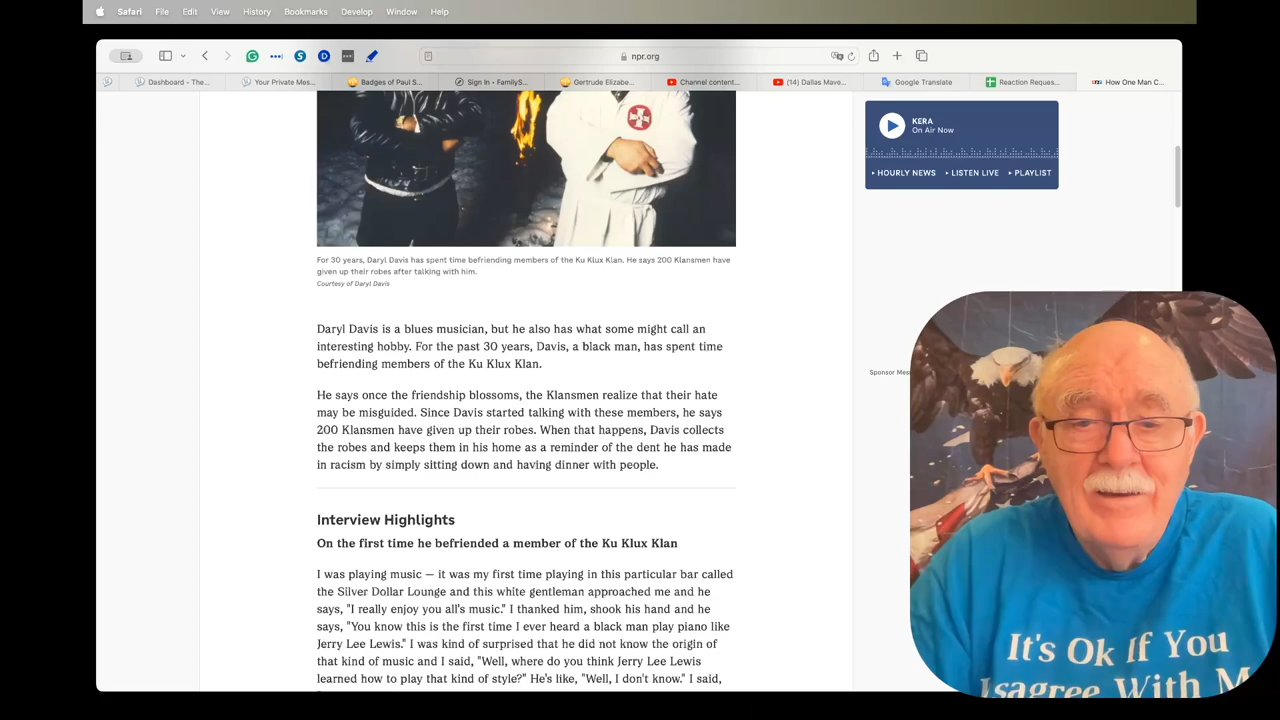 Safari File Edit View History Bookmarks Develop Window Help
npr.org
Dashboard - The... Your Private Mes... Badges of Paul S... Sign In • FamilyS... Gertrude Elizabe... Channel content... (14) Dallas Mave... Google Translate Reaction Reques... How One Man C...
KERA
On Air Now
HOURLY NEWS LISTEN LIVE PLAYLIST
For 30 years, Daryl Davis has spent time befriending members of the Ku Klux Klan. He says 200 Klansmen have
given up their robes after talking with him.
Courtesy of Daryl Davis
Daryl Davis is a blues musician, but he also has what some might call an
interesting hobby. For the past 30 years, Davis, a black man, has spent time
befriending members of the Ku Klux Klan.
Sponsor Mes
He says once the friendship blossoms, the Klansmen realize that their hate
may be misguided. Since Davis started talking with these members, he says
200 Klansmen have given up their robes. When that happens, Davis collects
the robes and keeps them in his home as a reminder of the dent he has made
in racism by simply sitting down and having dinner with people.
Interview Highlights
On the first time he befriended a member of the Ku Klux Klan
I was playing music — it was my first time playing in this particular bar called
the Silver Dollar Lounge and this white gentleman approached me and he
says, "I really enjoy you all's music." I thanked him, shook his hand and he
says, "You know this is the first time I ever heard a black man play piano like
Jerry Lee Lewis." I was kind of surprised that he did not know the origin of
that kind of music and I said, "Well, where do you think Jerry Lee Lewis
learned how to play that kind of style?" He's like, "Well, I don't know." I said,
It's Ok If You
isagree With M